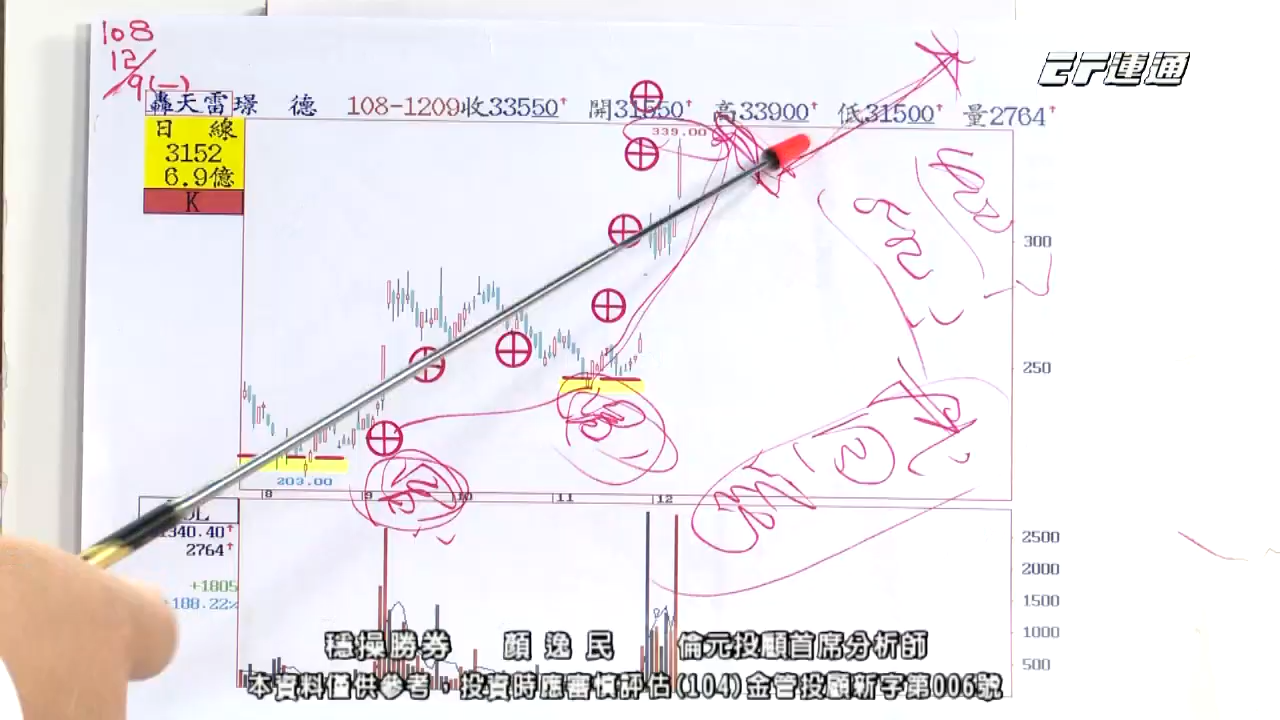 108
12/
9(一)
ET運通
轟天雷璟 德 108-1209收33550↑ 開31550↑ 高33900↑ 低31500↑ 量2764↑
日 線
3152
6.9億
K
339.00
300
250
203.00
8 9 10 11 12
1340.40↑
2764↑
+1805
+188.22%
2500
2000
1500
1000
500
穩操勝券 顏逸民 倫元投顧首席分析師
本資料僅供參考,投資時應審慎評估(104)金管投顧新字第006號